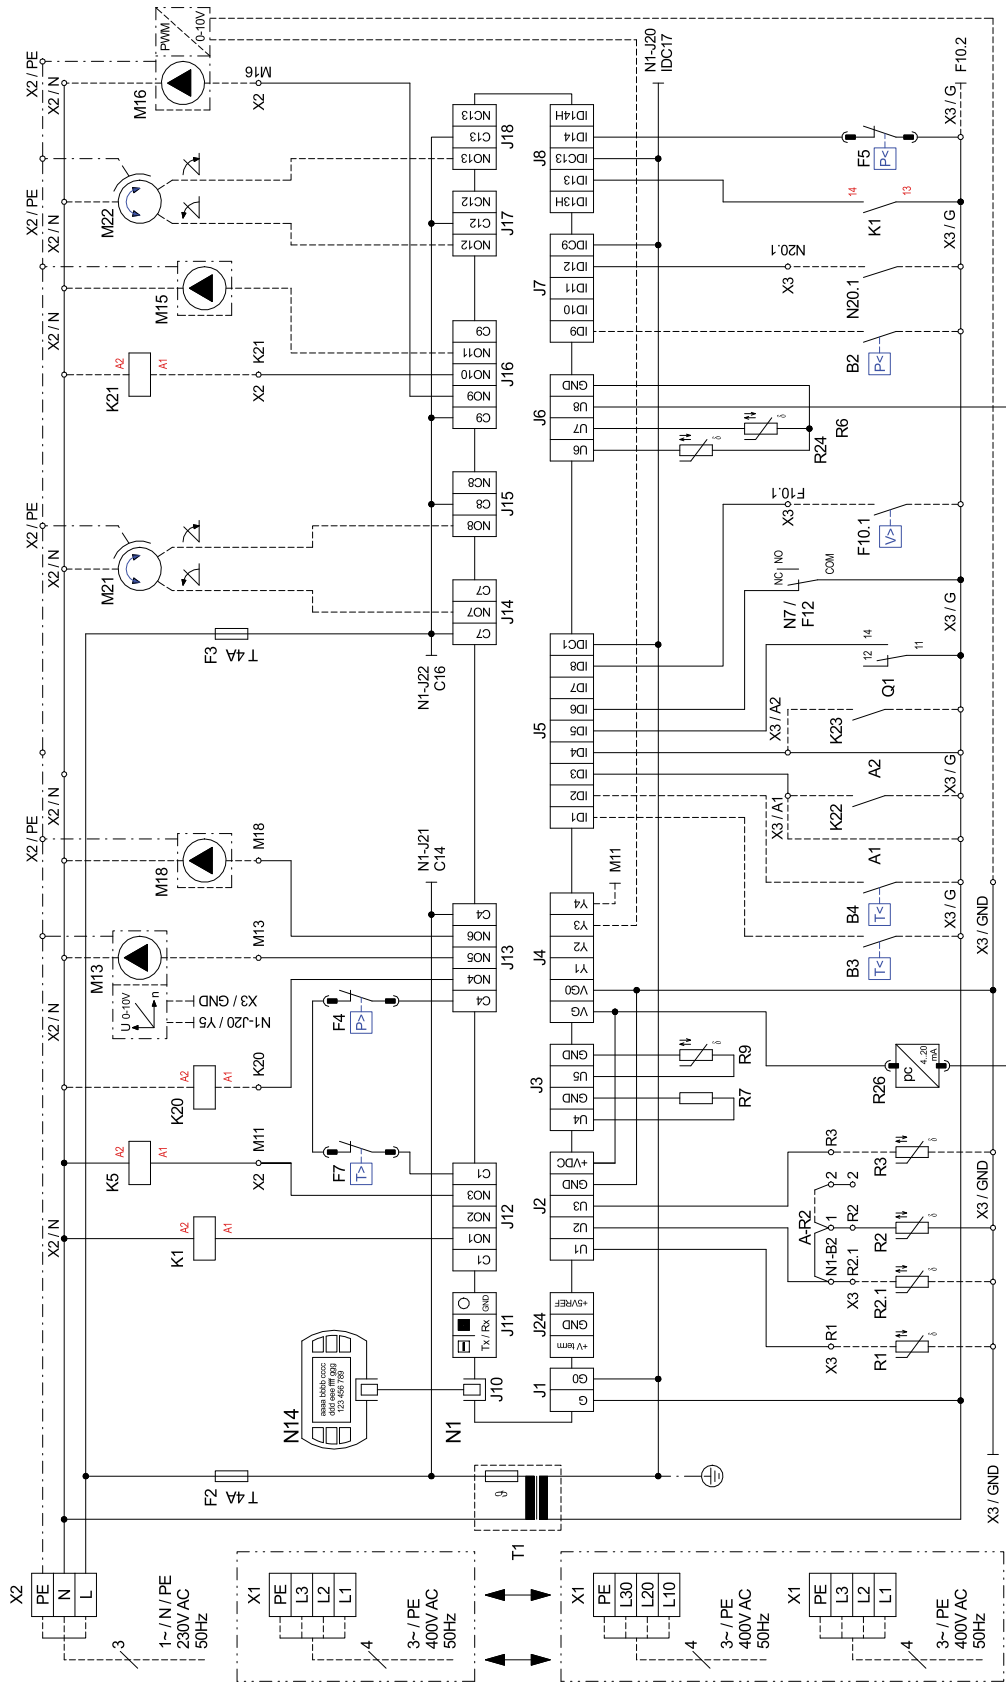 X2 / PE
X2 / N
M16
PWM
0-10V
X2
M16
N1-J20
IDC17
F10.2
X3 / G
X2 / PE
X2 / N
M22
NC13
C13
NO13
J18
NC12
C12
NO12
J17
ID14H
ID14
IDC13
ID13
ID13H
J8
F5
P<
14
13
K1
X3 / G
X2 / N
M15
K21
A2
A1
X2
K21
C9
NO11
NO10
NO09
C9
J16
IDC9
ID12
ID11
ID10
ID9
J7
X3
N20.1
N20.1
B2
P<
GND
U8
U7
U6
J6
R24
R6
X2 / PE
X2 / N
M21
NC8
C8
NO8
J15
C7
NO7
C7
J14
F3
T 4A
N1-J22
C16
X3
F10.1
F10.1
V>
NC
NO
COM
N7 /
F12
X3 / G
IDC1
ID8
ID7
ID6
ID5
ID4
ID3
ID2
ID1
J5
12
14
11
Q1
X3 / A2
K23
A2
X3 / G
X3 / A1
K22
A1
X2 / N
X2 / PE
M18
M18
N1-J21
C14
B4
T<
X3 / G
B3
T<
X3 / GND
M13
U 0-10V
n
X3 / GND
N1-J20 / Y5
M13
X2 / N
C4
NO6
NO5
NO4
C4
J13
Y4
Y3
Y2
Y1
VG0
VG
J4
M11
F4
P>
K20
A2
A1
K20
GND
U5
GND
U4
J3
R9
R7
R26
pc
4..20
mA
K5
A2
A1
X2
M11
F7
T>
C1
NO3
NO2
NO1
C1
J12
+VDC
GND
U3
U2
U1
J2
R3
R3
X3 / GND
A-R2
2
2
1
N1-B2
R2
R2
X3
R2.1
R2.1
X3
R1
R1
X2 / N
K1
A2
A1
GND
Tx / Rx
J11
+5VREF
GND
+V term
J24
N14
aaaa bbbb cccc
ddd eee ffff ggg
123 456 789
J10
N1
G0
G
J1
F2
T 4A
T1
X3 / GND
X2
PE
N
L
3
1~ / N / PE
230V AC
50Hz
X1
PE
L3
L2
L1
4
3~ / PE
400V AC
50Hz
X1
PE
L30
L20
L10
4
3~ / PE
400V AC
50Hz
X1
PE
L3
L2
L1
4
3~ / PE
400V AC
50Hz